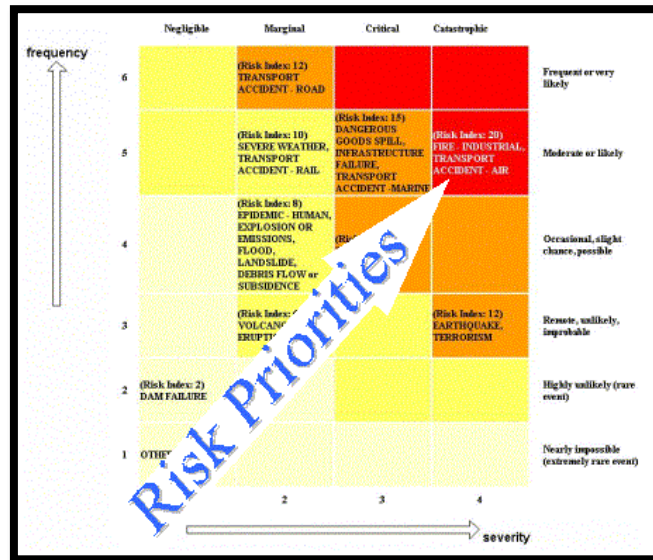 Negligible Marginal Critical Catastrophic
frequency
6
(Risk Index: 12)
TRANSPORT
ACCIDENT - ROAD
Frequent or very
likely
5
(Risk Index: 10)
SEVERE WEATHER,
TRANSPORT
ACCIDENT - RAIL
(Risk Index: 15)
DANGEROUS
GOODS SPILL,
INFRASTRUCTURE
FAILURE,
TRANSPORT
ACCIDENT -MARINE
(Risk Index: 20)
FIRE - INDUSTRIAL,
TRANSPORT
ACCIDENT - AIR
Moderate or likely
4
(Risk Index: 8)
EPIDEMIC - HUMAN,
EXPLOSION OR
EMISSIONS,
FLOOD,
LANDSLIDE,
DEBRIS FLOW or
SUBSIDENCE
Occasional, slight
chance, possible
3
(Risk Index:
(Risk Index: 12)
EARTHQUAKE,
TERRORISM
Remote, unlikely,
improbable
2
(Risk Index: 2)
DAM FAILURE
Highly unlikely (rare
event)
1
Nearly impossible
(extremely rare event)
Risk Priorities
2 3 4
severity